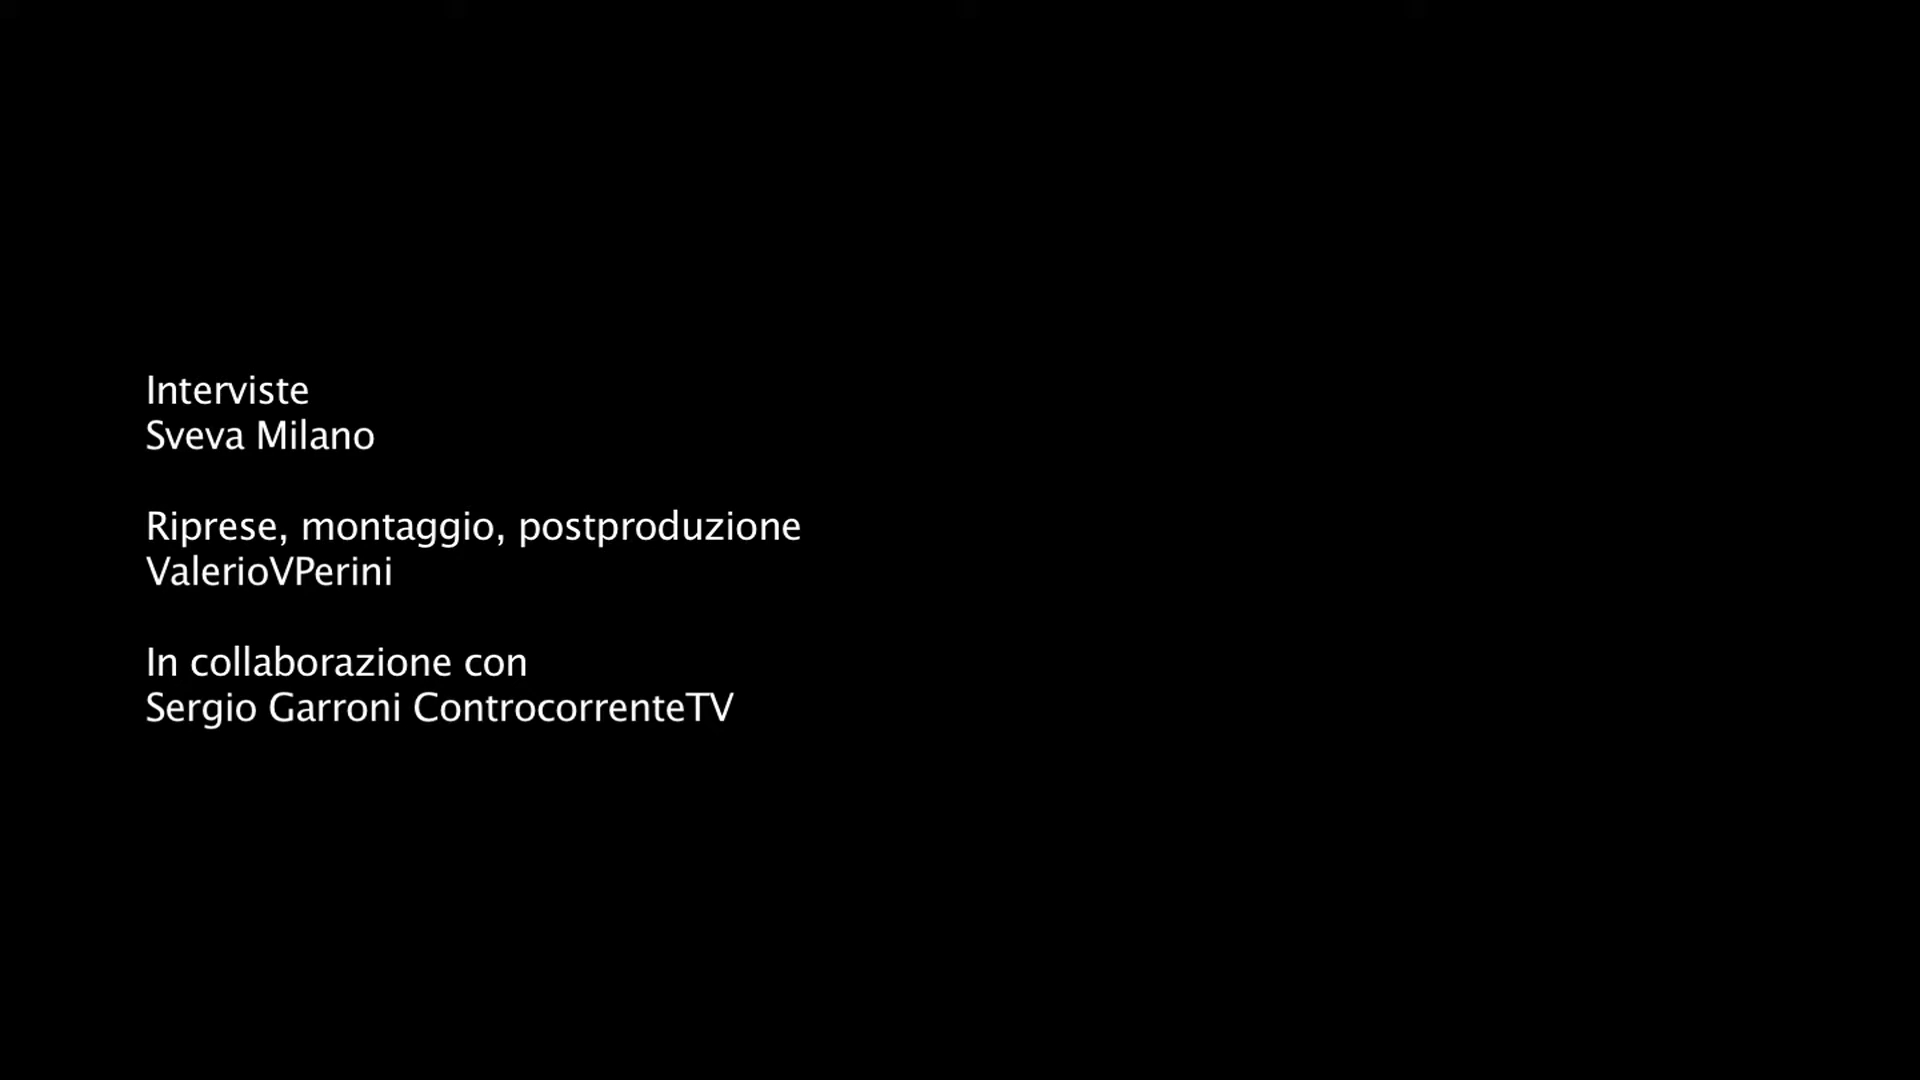 Interviste
Sveva Milano
Riprese, montaggio, postproduzione
ValerioVPerini
In collaborazione con
Sergio Garroni ControcorrenteTV